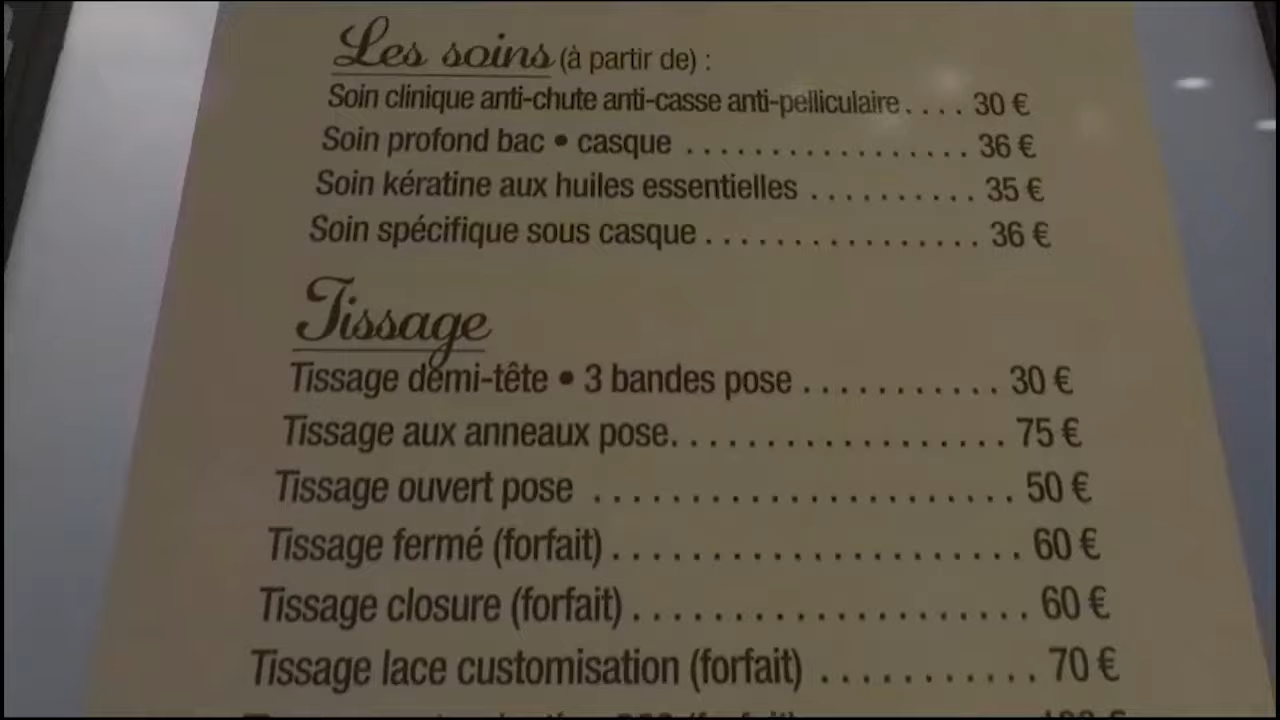 Les soins (à partir de) :
Soin clinique anti-chute anti-casse anti-pelliculaire.... 30 €
Soin profond bac • casque ................. 36 €
Soin kératine aux huiles essentielles .......... 35 €
Soin spécifique sous casque ................ 36 €
Tissage
Tissage demi-tête • 3 bandes pose ........... 30 €
Tissage aux anneaux pose.................. 75 €
Tissage ouvert pose ...................... 50 €
Tissage fermé (forfait) ..................... 60 €
Tissage closure (forfait) .................... 60 €
Tissage lace customisation (forfait) ........... 70 €